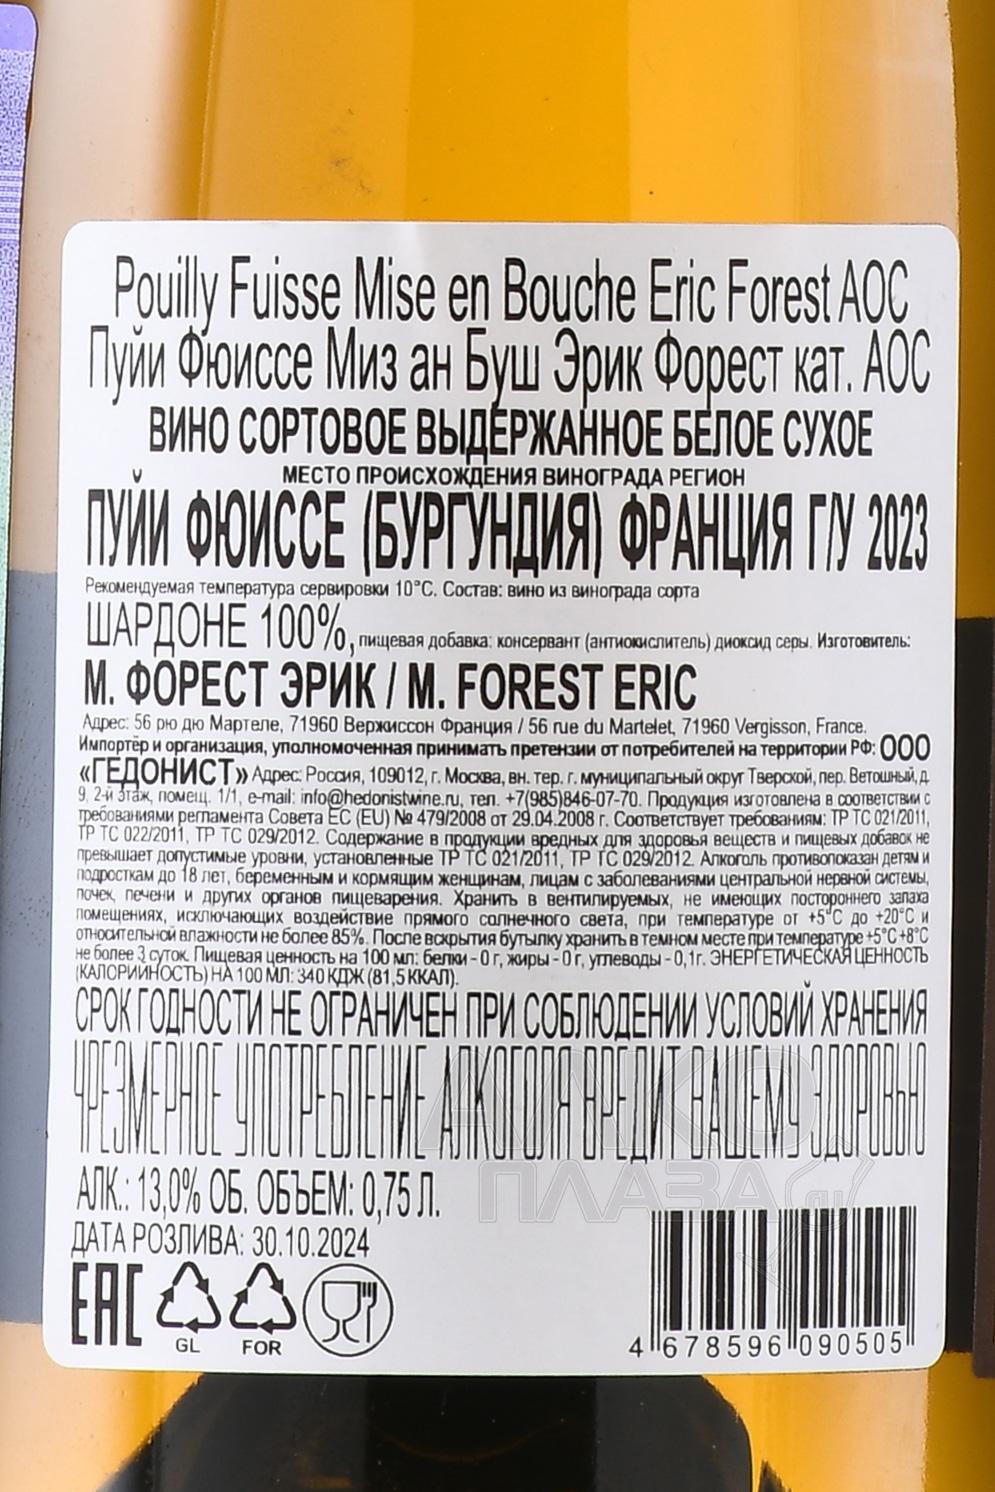 Pouilly Fuisse Mise en Bouche Eric Forest AOC
Пуйи Фюиссе Миз ан Буш Эрик Форест кат. АОС
ВИНО СОРТОВОЕ ВЫДЕРЖАННОЕ БЕЛОЕ СУХОЕ
МЕСТО ПРОИСХОЖДЕНИЯ ВИНОГРАДА РЕГИОН
ПУЙИ ФЮИССЕ (БУРГУНДИЯ) ФРАНЦИЯ Г/У 2023
Рекомендуемая температура сервировки 10°С. Состав: вино из винограда сорта
ШАРДОНЕ 100%, пищевая добавка: консервант (антиокислитель) диоксид серы. Изготовитель:
М. ФОРЕСТ ЭРИК / M. FOREST ERIC
Адрес: 56 рю дю Мартеле, 71960 Вержиссон Франция / 56 rue du Martelet, 71960 Vergisson, France.
Импортёр и организация, уполномоченная принимать претензии от потребителей на территории РФ: ООО
«ГЕДОНИСТ» Адрес: Россия, 109012, г. Москва, вн. тер. г. муниципальный округ Тверской, пер. Ветошный, д.
9, 2-й этаж, помещ. 1/1, e-mail: info@hedonistwine.ru, тел. +7(985)846-07-70. Продукция изготовлена в соответствии с
требованиями регламента Совета ЕС (EU) № 479/2008 от 29.04.2008 г. Соответствует требованиям: ТР ТС 021/2011,
ТР ТС 022/2011, ТР ТС 029/2012. Содержание в продукции вредных для здоровья веществ и пищевых добавок не
превышает допустимые уровни, установленные ТР ТС 021/2011, ТР ТС 029/2012. Алкоголь противопоказан детям и
подросткам до 18 лет, беременным и кормящим женщинам, лицам с заболеваниями центральной нервной системы,
почек, печени и других органов пищеварения. Хранить в вентилируемых, не имеющих постороннего запаха
помещениях, исключающих воздействие прямого солнечного света, при температуре от +5°С до +20°С и
относительной влажности не более 85%. После вскрытия бутылку хранить в темном месте при температуре +5°С +8°С
не более 3 суток. Пищевая ценность на 100 мл: белки - 0 г, жиры - 0 г, углеводы - 0,1г. ЭНЕРГЕТИЧЕСКАЯ ЦЕННОСТЬ
(КАЛОРИЙНОСТЬ) НА 100 МЛ: 340 КДЖ (81,5 ККАЛ).
СРОК ГОДНОСТИ НЕ ОГРАНИЧЕН ПРИ СОБЛЮДЕНИИ УСЛОВИЙ ХРАНЕНИЯ
ЧРЕЗМЕРНОЕ УПОТРЕБЛЕНИЕ АЛКОГОЛЯ ВРЕДИТ ВАШЕМУ ЗДОРОВЬЮ
АЛК.: 13,0% ОБ. ОБЪЕМ: 0,75 Л.
ДАТА РОЗЛИВА: 30.10.2024
EAC
GL FOR
4 678596 090505
АЛКО
ПЛАЗА ru